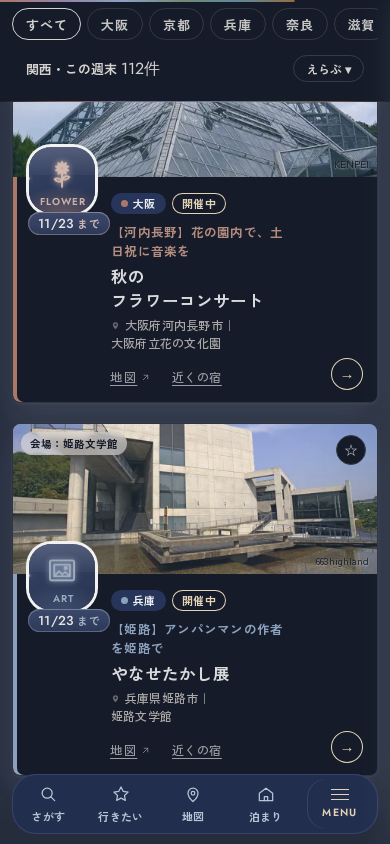 すべて
大阪
京都
兵庫
奈良
滋賀
関西・この週末 112件
えらぶ ▾
KENPEI
FLOWER
11/23 まで
大阪
開催中
【河内長野】花の園内で、土
日祝に音楽を
秋の
フラワーコンサート
大阪府河内長野市｜
大阪府立花の文化園
地図 ↗
近くの宿
→
会場：姫路文学館
☆
663highland
ART
11/23 まで
兵庫
開催中
【姫路】アンパンマンの作者
を姫路で
やなせたかし展
兵庫県姫路市｜
姫路文学館
地図 ↗
近くの宿
→
さがす
行きたい
地図
泊まり
MENU